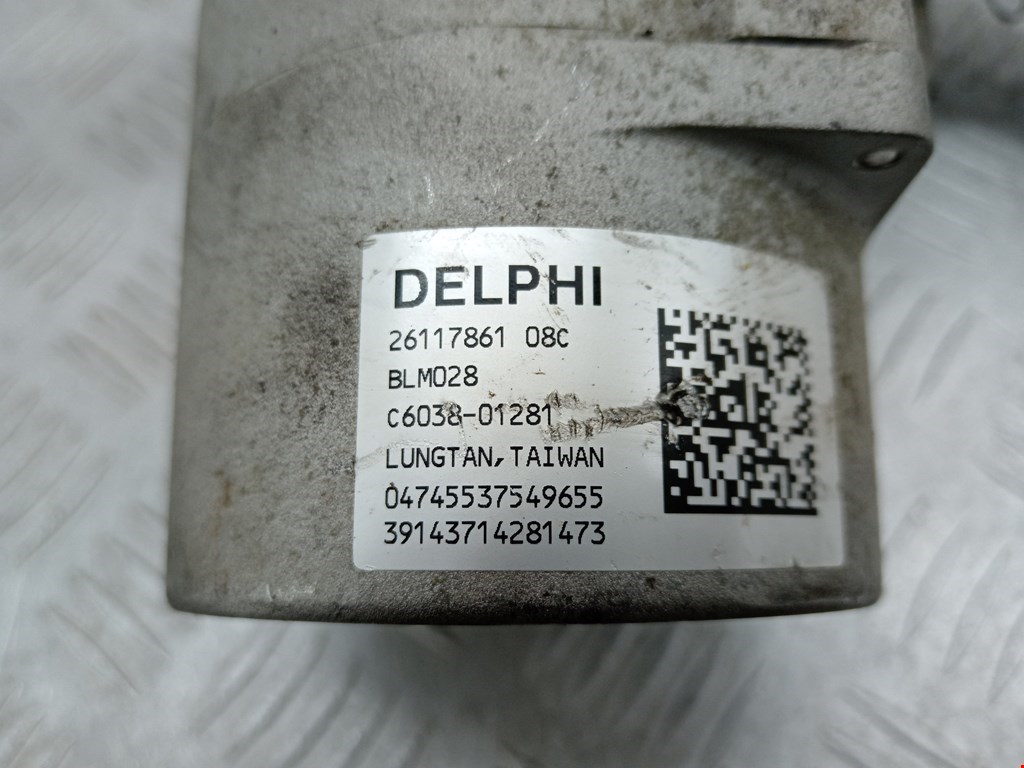 DELPHI
26117861 08C
BLM028
C6038-01281
LUNGTAN, TAIWAN
04745537549655
39143714281473